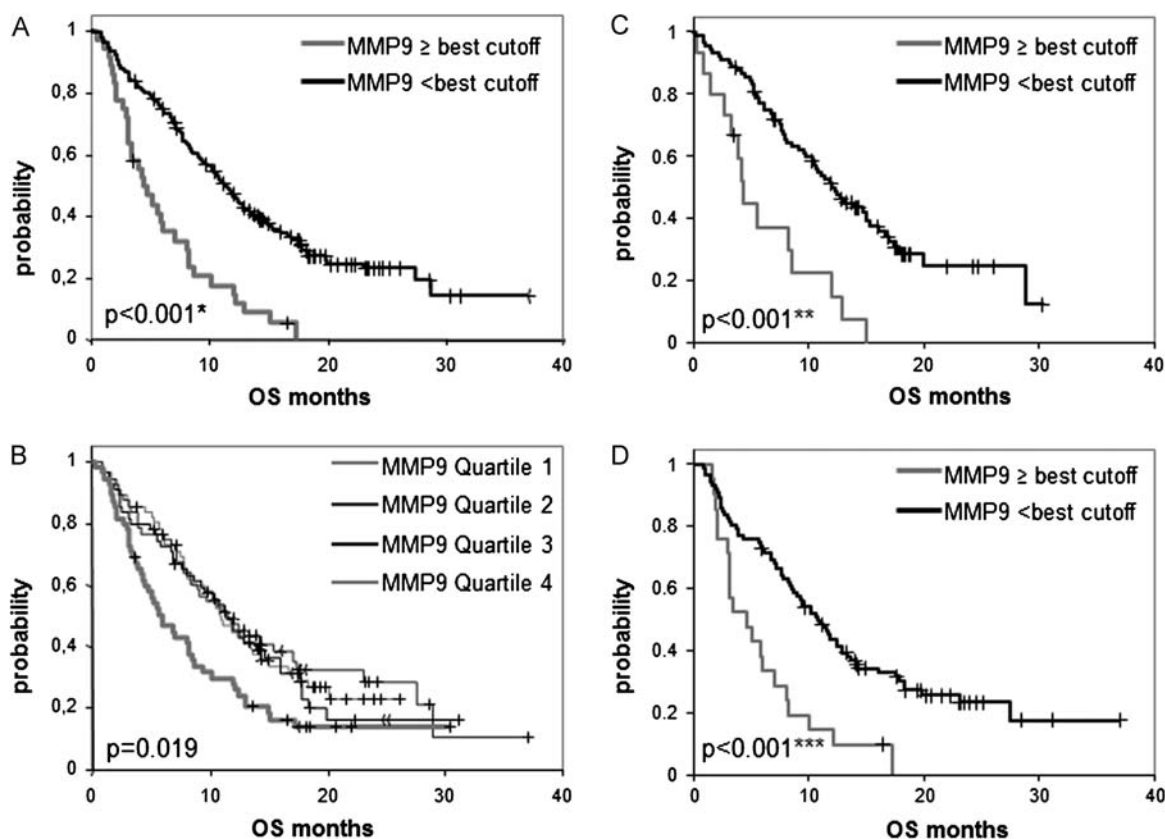 A
MMP9 ≥ best cutoff
MMP9 <best cutoff
1
0,8
0,6
0,4
0.2
0
probability
p<0.001*
0 10 20 30 40
OS months
C
MMP9 ≥ best cutoff
MMP9 <best cutoff
1
0.8
0.6
0.4
0.2
0
probability
p<0.001**
0 10 20 30 40
OS months
B
MMP9 Quartile 1
MMP9 Quartile 2
MMP9 Quartile 3
MMP9 Quartile 4
1
0.8
0.6
0.4
0,2
0
probability
p=0.019
0 10 20 30 40
OS months
D
MMP9 ≥ best cutoff
MMP9 <best cutoff
1
0.8
0.6
0.4
0.2
0
probability
p<0.001***
0 10 20 30 40
OS months